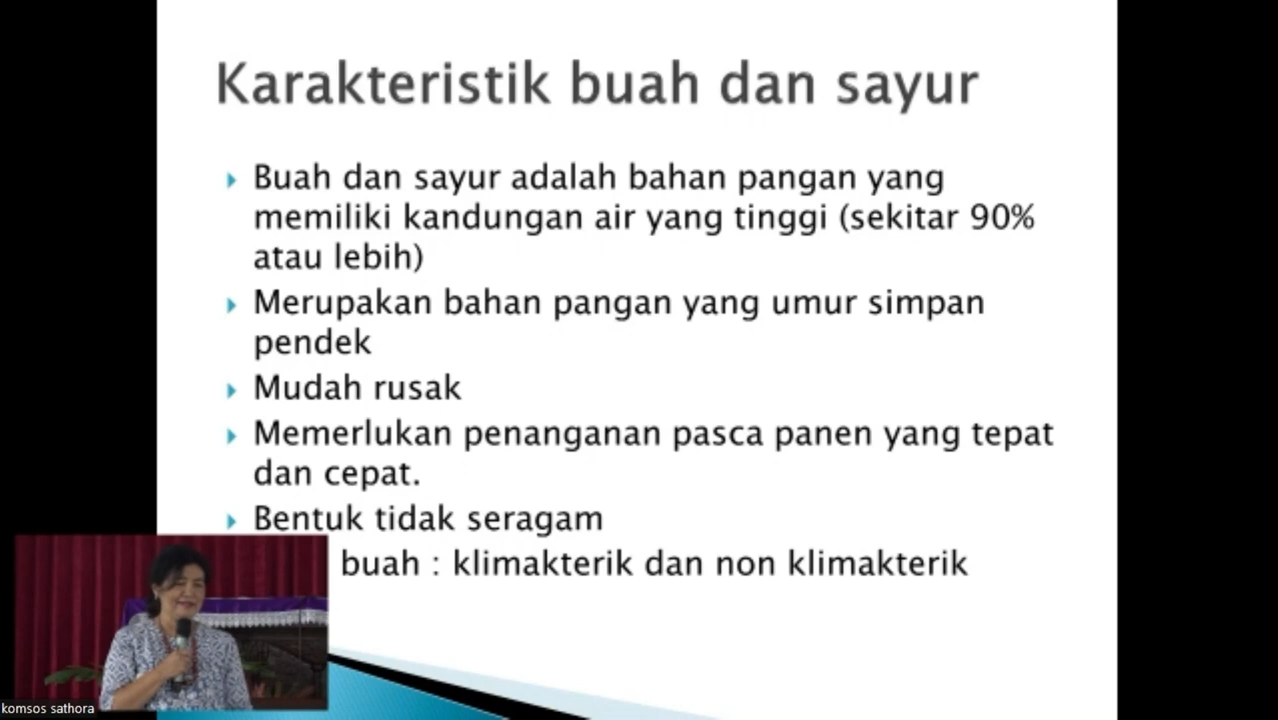 Karakteristik buah dan sayur
Buah dan sayur adalah bahan pangan yang
memiliki kandungan air yang tinggi (sekitar 90%
atau lebih)
Merupakan bahan pangan yang umur simpan
pendek
Mudah rusak
Memerlukan penanganan pasca panen yang tepat
dan cepat.
Bentuk tidak seragam
buah : klimakterik dan non klimakterik
komsos sathora